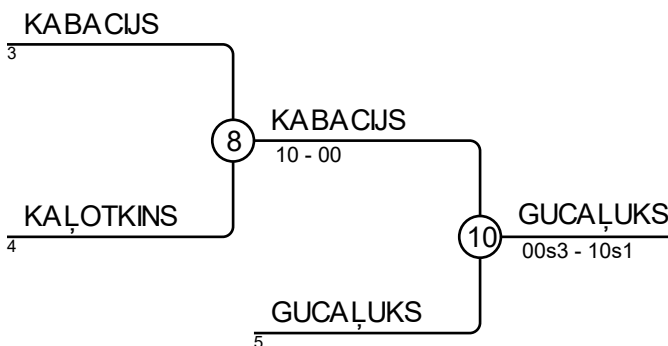 KABACIJS
3
8
KABACIJS
10 - 00
KAĻOTKINS
4
10
GUCAĻUKS
00s3 - 10s1
GUCAĻUKS
5